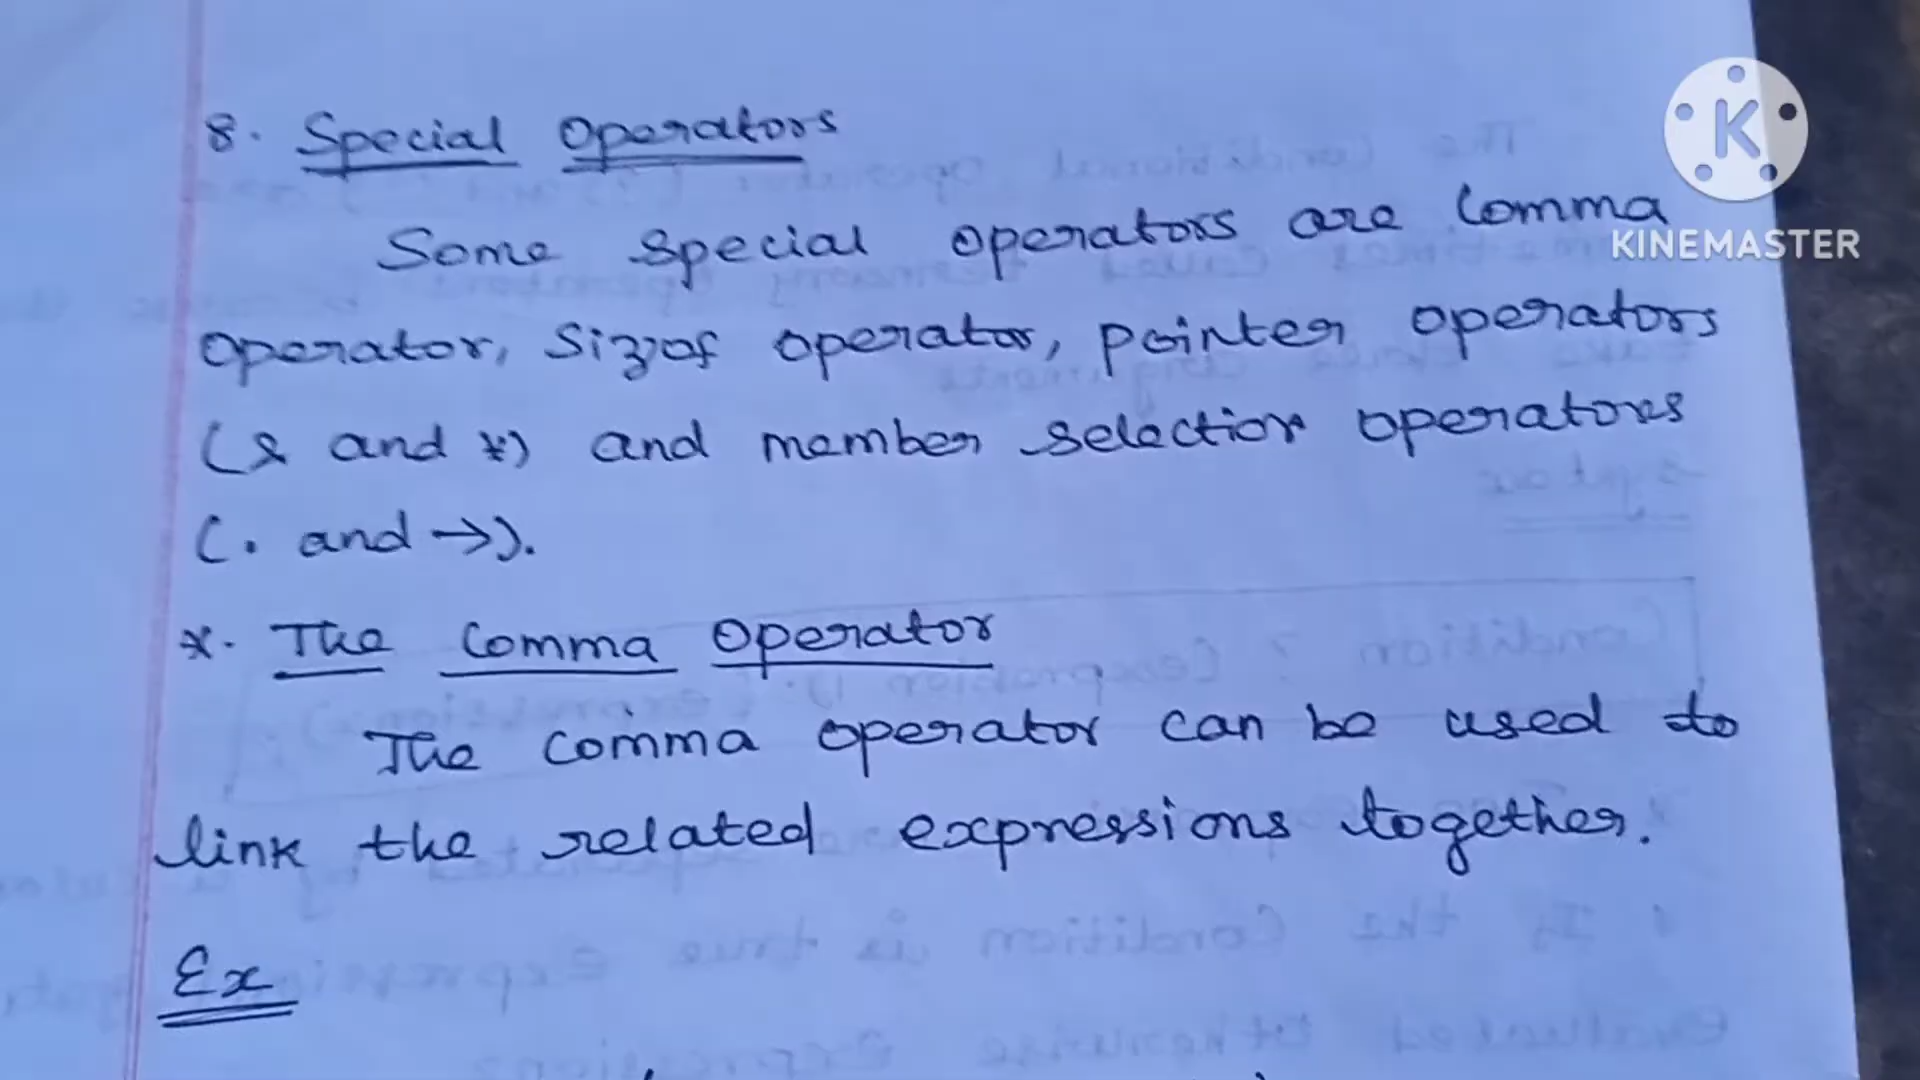 8. Special Operators
Some special operators are Comma
operator, Sizof operator, pointer operators
(& and *) and member selection operators
(. and →).
*. The Comma Operator
The comma operator can be used to
link the related expressions together.
Ex
K
KINEMASTER